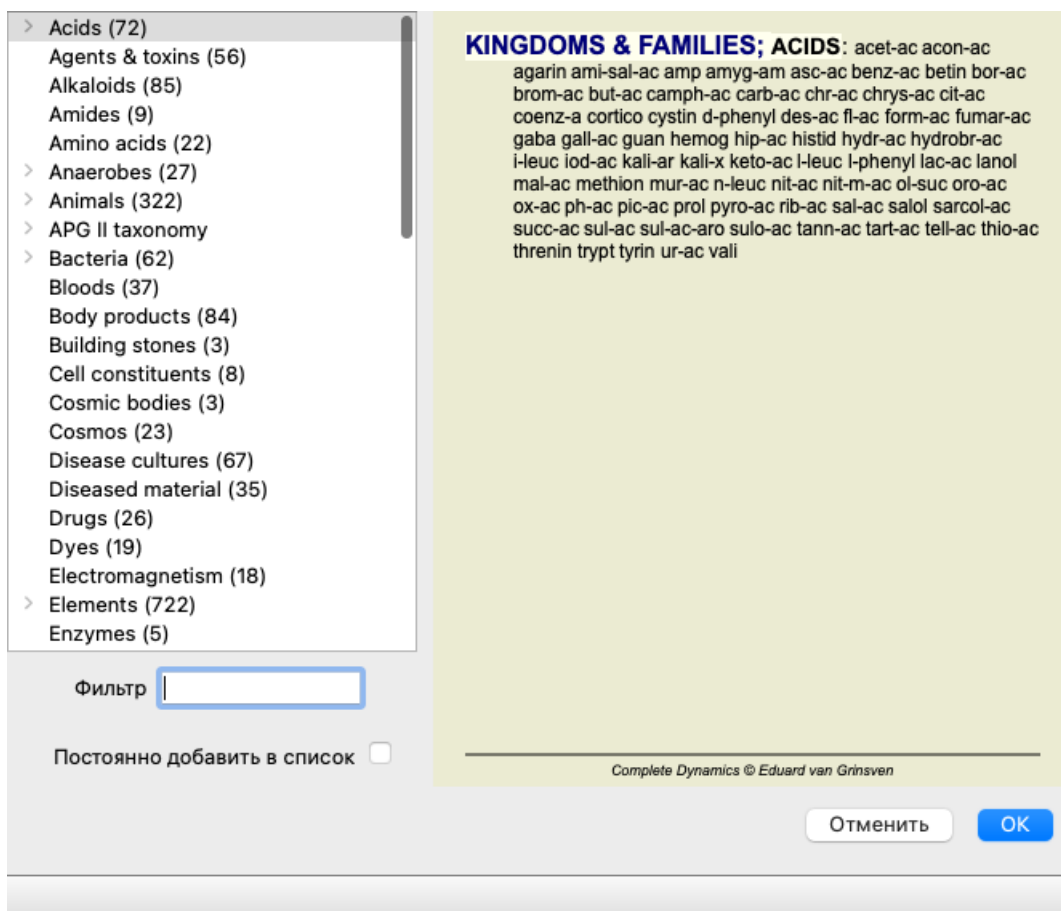 Acids (72)
Agents & toxins (56)
Alkaloids (85)
Amides (9)
Amino acids (22)
Anaerobes (27)
Animals (322)
APG II taxonomy
Bacteria (62)
Bloods (37)
Body products (84)
Building stones (3)
Cell constituents (8)
Cosmic bodies (3)
Cosmos (23)
Disease cultures (67)
Diseased material (35)
Drugs (26)
Dyes (19)
Electromagnetism (18)
Elements (722)
Enzymes (5)
Фильтр
Постоянно добавить в список
KINGDOMS & FAMILIES; ACIDS: acet-ac acon-ac
agarin ami-sal-ac amp amyg-am asc-ac benz-ac betin bor-ac
brom-ac but-ac camph-ac carb-ac chr-ac chrys-ac cit-ac
coenz-a cortico cystin d-phenyl des-ac fl-ac form-ac fumar-ac
gaba gall-ac guan hemog hip-ac histid hydr-ac hydrobr-ac
i-leuc iod-ac kali-ar kali-x keto-ac l-leuc l-phenyl lac-ac lanol
mal-ac methion mur-ac n-leuc nit-ac nit-m-ac ol-suc oro-ac
ox-ac ph-ac pic-ac prol pyro-ac rib-ac sal-ac salol sarcol-ac
succ-ac sul-ac sul-ac-aro sulo-ac tann-ac tart-ac tell-ac thio-ac
threnin trypt tyrin ur-ac vali
Complete Dynamics © Eduard van Grinsven
Отменить
OK